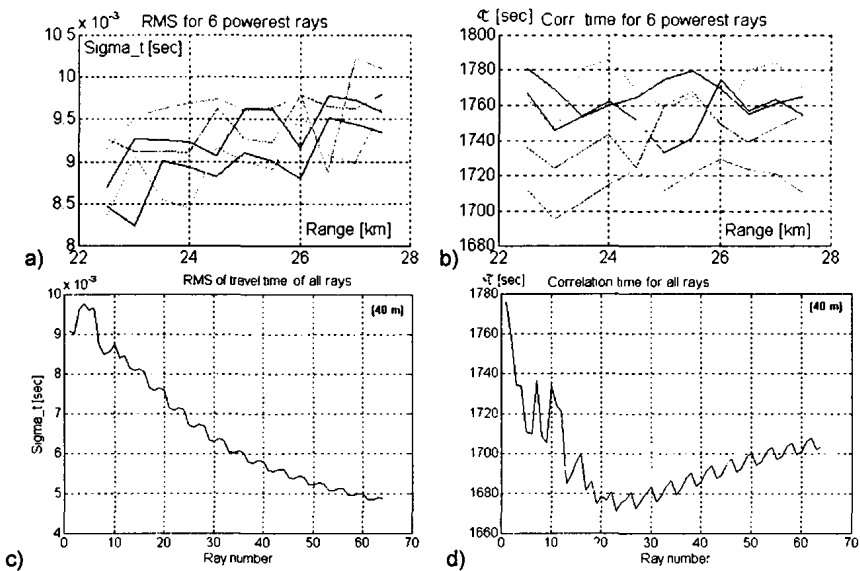 x 10⁻³ RMS for 6 powerest rays
Sigma_t [sec]
10 5
10
9.5
9
8.5
8
22 24 26 28
Range [km]
a)
τ [sec] Corr time for 6 powerest rays
1800
1780
1760
1740
1720
1700
1680
22 24 26 28
Range [km]
b)
x 10⁻³ RMS of travel time of all rays
[40 m]
10
9
8
7
6
5
4
Sigma_t [sec]
0 10 20 30 40 50 60 70
Ray number
c)
τ [sec] Correlation time for all rays
[40 m]
1780
1760
1740
1720
1700
1680
1660
0 10 20 30 40 50 60 70
Ray number
d)